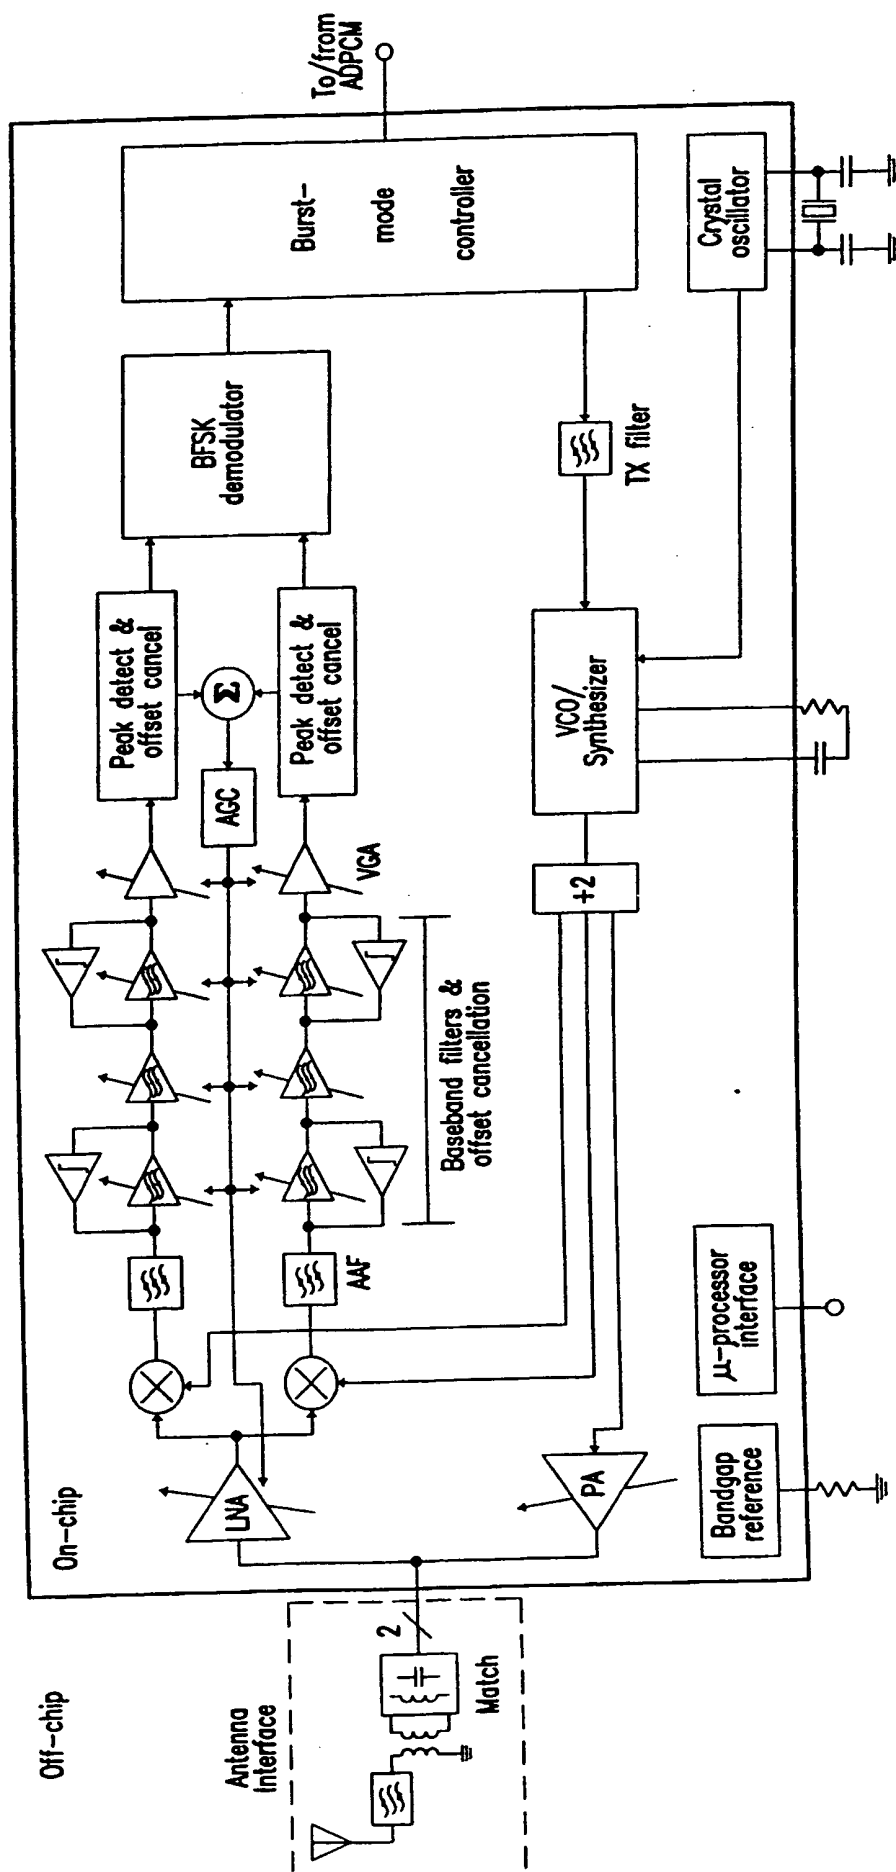 Off-chip
On-chip
Antenna
interface
Match
2
LNA
PA
AAF
Baseband filters &
offset cancellation
VGA
AGC
Σ
Peak detect &
offset cancel
Peak detect &
offset cancel
BFSK
demodulator
Burst-
mode
controller
To/from
ADPCM
÷2
VCO/
Synthesizer
TX filter
Crystal
oscillator
Bandgap
reference
μ-processor
interface